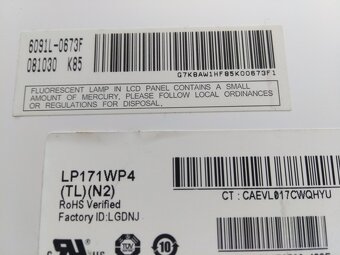 6091L-0673F
081030 K85
G7K8AW1HF85K00673F1
FLUORESCENT LAMP IN LCD PANEL CONTAINS A SMALL
AMOUNT OF MERCURY, PLEASE FOLLOW LOCAL ORDINANCES
OR REGULATIONS FOR DISPOSAL.
LP171WP4
(TL)(N2)
RoHS Verified
Factory ID:LGDNJ
CT : CAEVL017CWQHYU
10